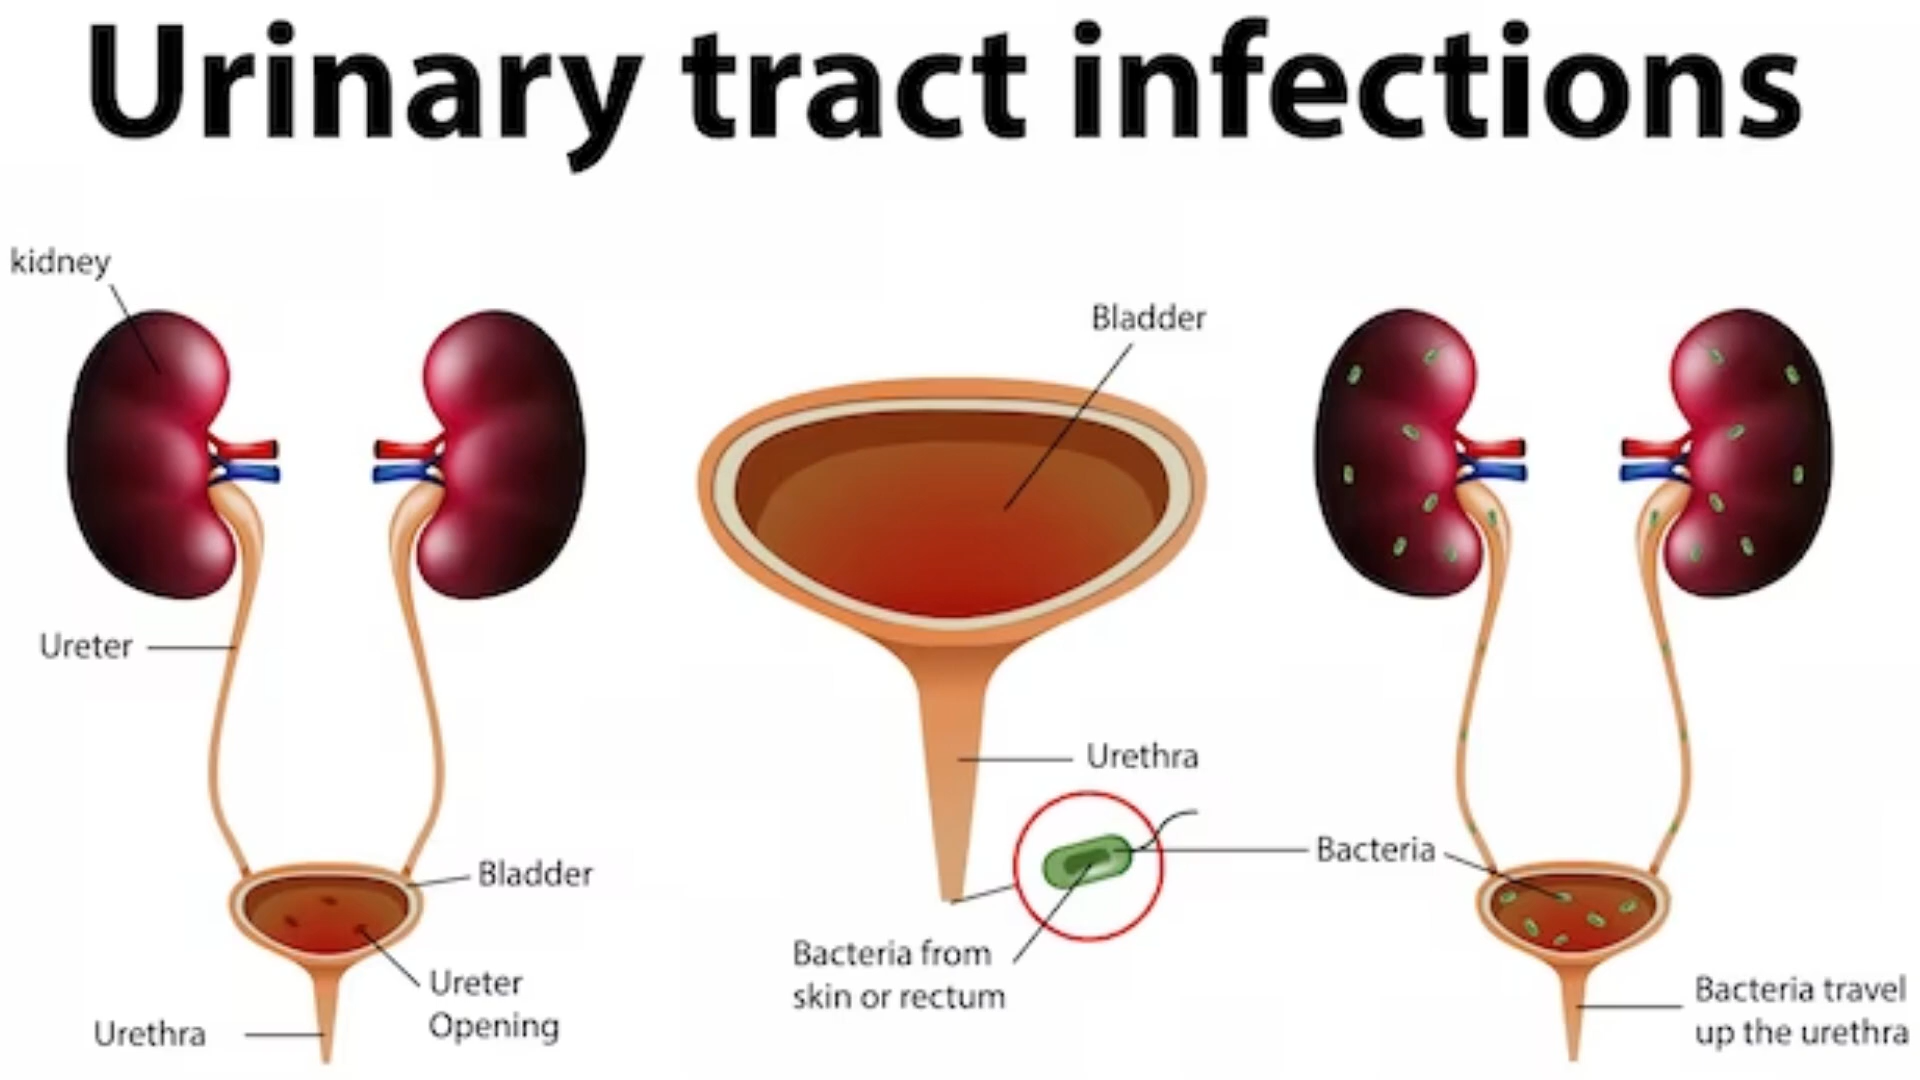 Urinary tract infections
kidney
Ureter
Bladder
Ureter
Opening
Urethra
Bladder
Urethra
Bacteria from
skin or rectum
Bacteria
Bacteria travel
up the urethra